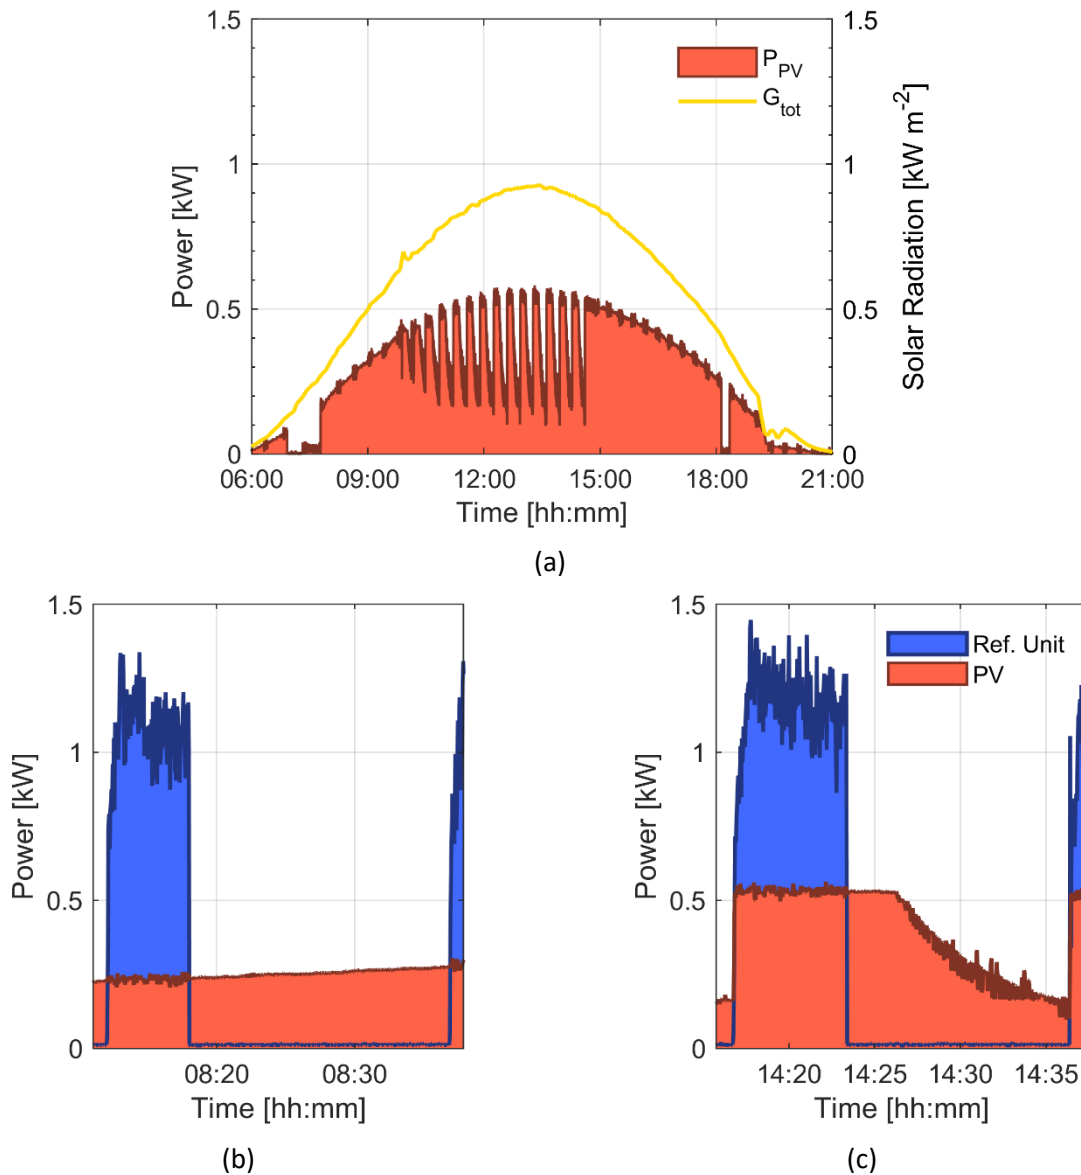 1.5
1
0.5
0
Power [kW]
P_PV
G_tot
1.5
1
0.5
0
Solar Radiation [kW m^-2]
06:00 09:00 12:00 15:00 18:00 21:00
Time [hh:mm]
(a)
1.5
1
0.5
0
Power [kW]
08:20 08:30
Time [hh:mm]
(b)
1.5
1
0.5
0
Power [kW]
Ref. Unit
PV
14:20 14:25 14:30 14:35
Time [hh:mm]
(c)